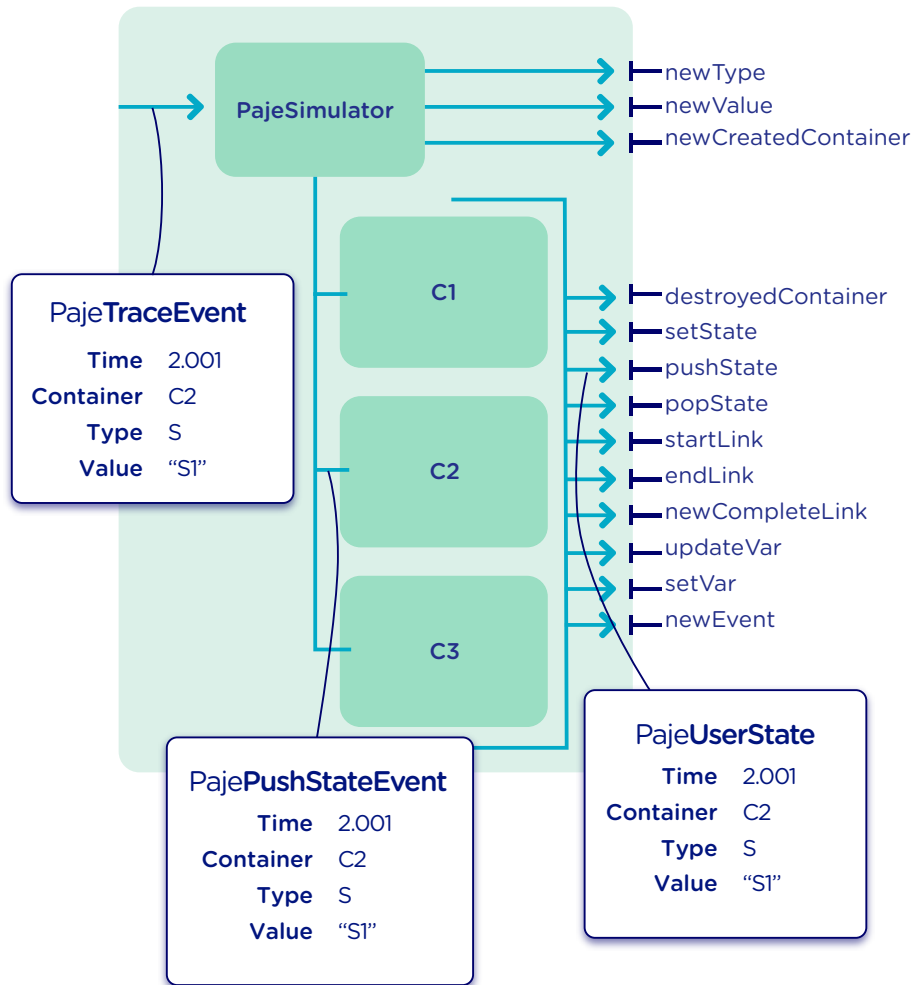 PajeSimulator
newType
newValue
newCreatedContainer
C1
C2
C3
destroyedContainer
setState
pushState
popState
startLink
endLink
newCompleteLink
updateVar
setVar
newEvent
PajeTraceEvent
Time 2.001
Container C2
Type S
Value “S1”
PajePushStateEvent
Time 2.001
Container C2
Type S
Value “S1”
PajeUserState
Time 2.001
Container C2
Type S
Value “S1”